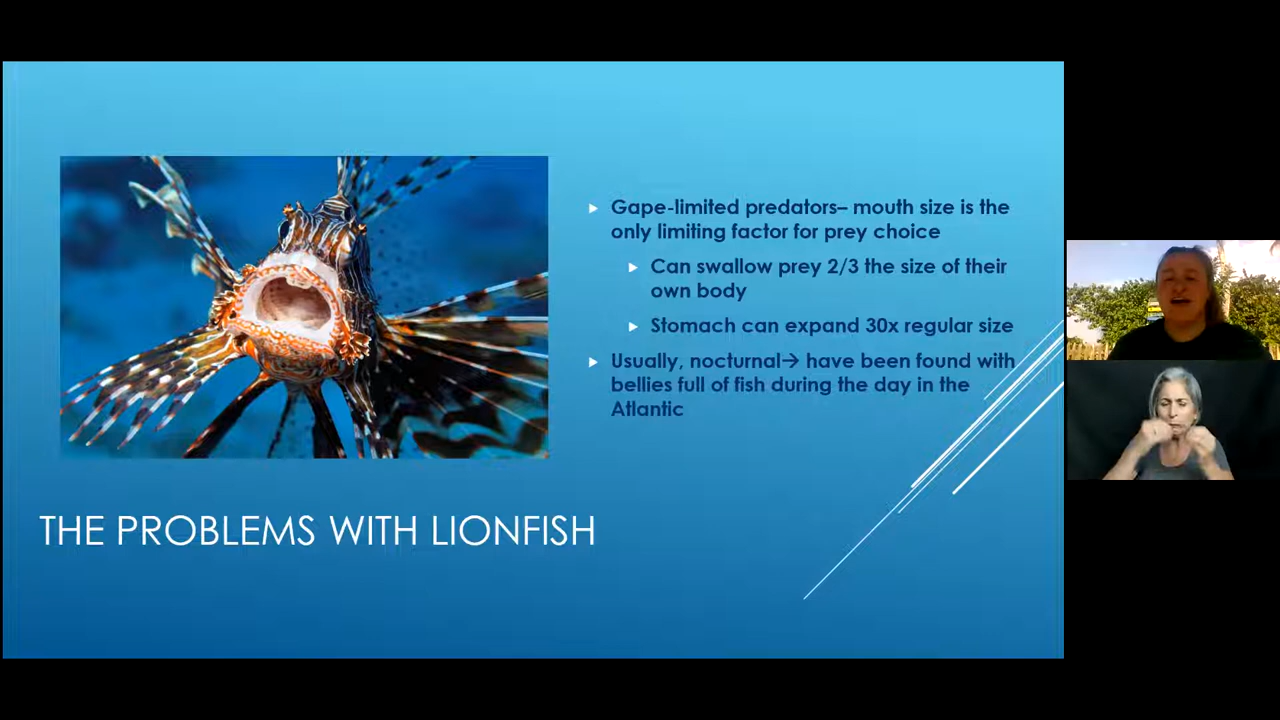 Gape-limited predators– mouth size is the
only limiting factor for prey choice
Can swallow prey 2/3 the size of their
own body
Stomach can expand 30x regular size
Usually, nocturnal→ have been found with
bellies full of fish during the day in the
Atlantic
THE PROBLEMS WITH LIONFISH